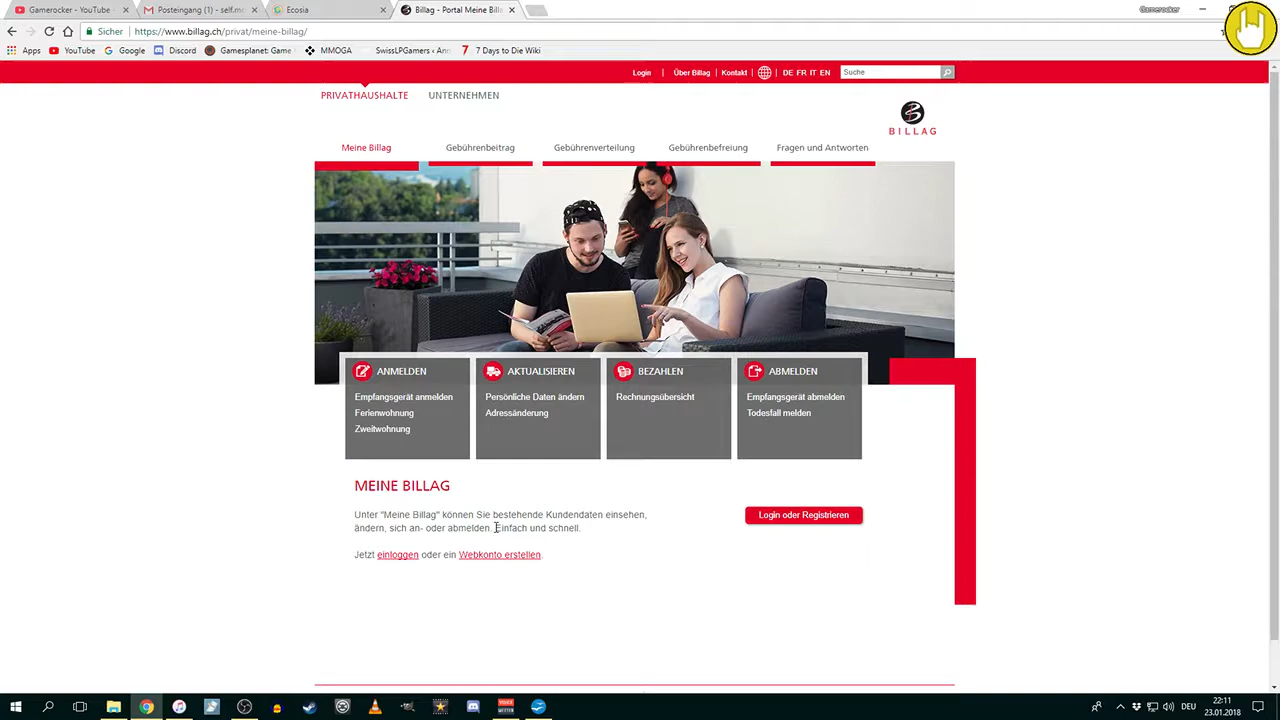 Gamerocker - YouTube
Posteingang (1) - self.mc
Ecosia
Billag - Portal Meine Bill
Gamerocker
Sicher
https://www.billag.ch/privat/meine-billag/
Apps
YouTube
Google
Discord
Gamesplanet: Game
MMOGA
SwissLPGamers
7 Days to Die Wiki
Login | Über Billag | Kontakt
DE FR IT EN
Suche
PRIVATHAUSHALTE
UNTERNEHMEN
BILLAG
Meine Billag
Gebührenbeitrag
Gebührenverteilung
Gebührenbefreiung
Fragen und Antworten
ANMELDEN
Empfangsgerät anmelden
Ferienwohnung
Zweitwohnung
AKTUALISIEREN
Persönliche Daten ändern
Adressänderung
BEZAHLEN
Rechnungsübersicht
ABMELDEN
Empfangsgerät abmelden
Todesfall melden
MEINE BILLAG
Unter "Meine Billag" können Sie bestehende Kundendaten einsehen,
ändern, sich an- oder abmelden. Einfach und schnell.
Jetzt einloggen oder ein Webkonto erstellen.
Login oder Registrieren
DEU
22:11
23.01.2018